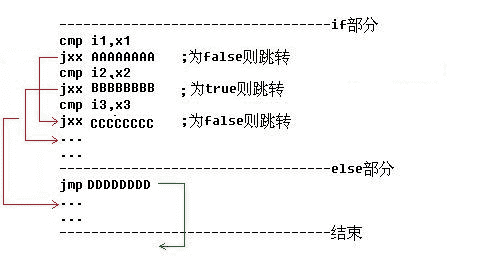 ------------------------------if部分
cmp i1,x1
jxx AAAAAAAA ;为false则跳转
cmp i2,x2
jxx BBBBBBBB ;为true则跳转
cmp i3,x3
jxx CCCCCCCC ;为false则跳转
...
...
------------------------------else部分
jmp DDDDDDDD
...
...
------------------------------结束